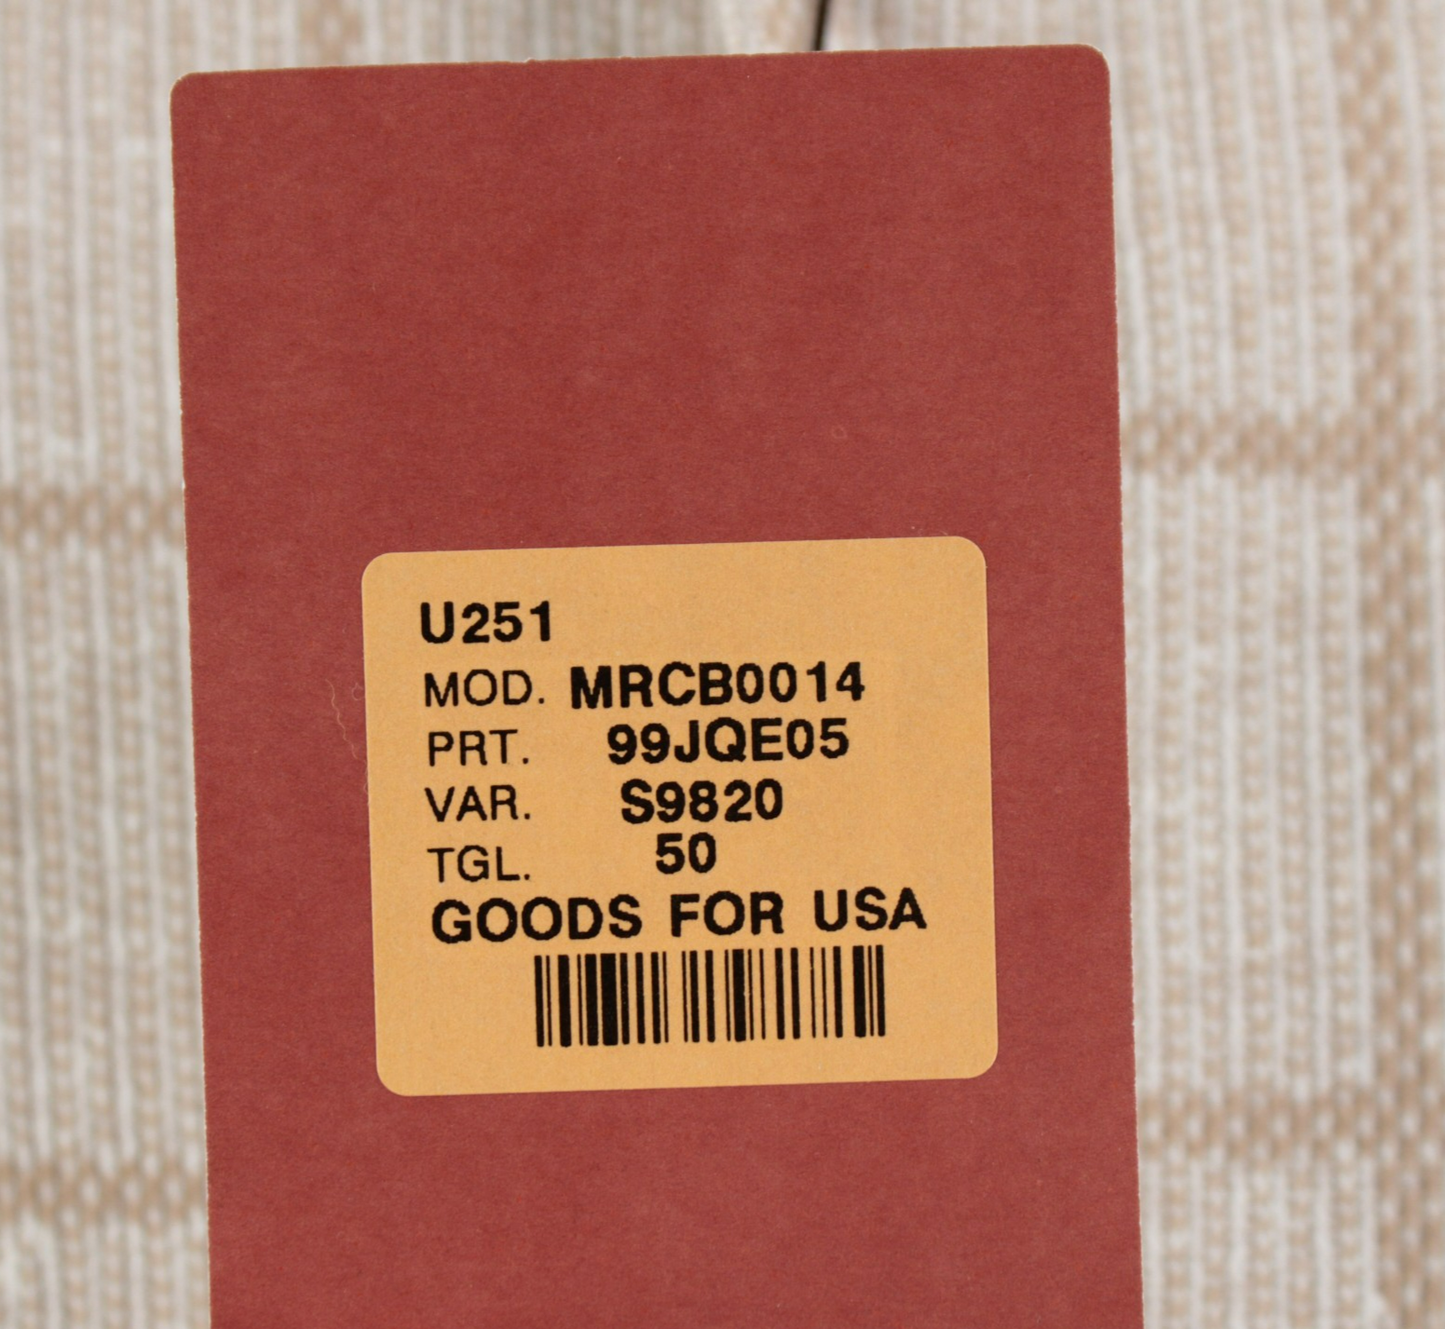 U251
MOD. MRCB0014
PRT. 99JQE05
VAR. S9820
TGL. 50
GOODS FOR USA